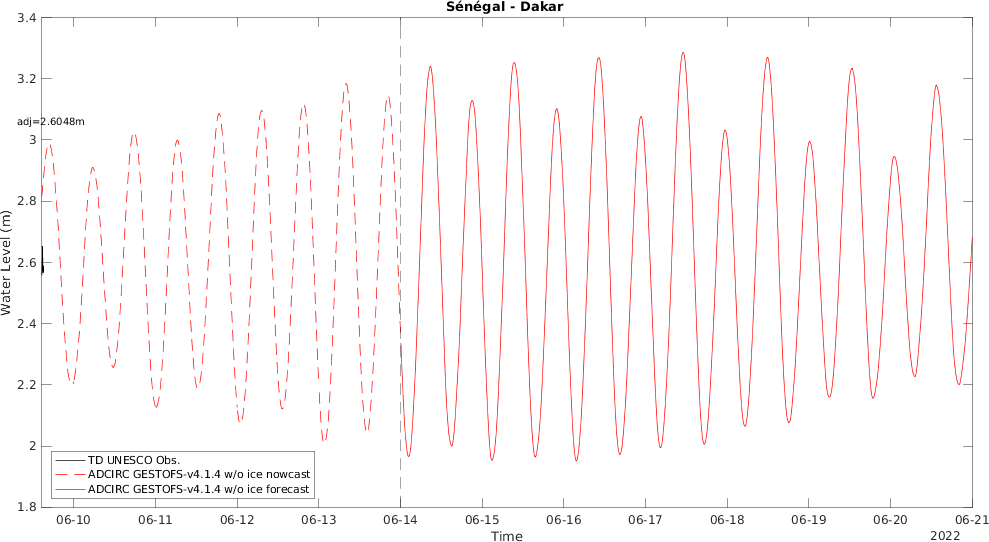 Sénégal - Dakar
3.4
3.2
adj=2.6048m
3
2.8
2.6
2.4
2.2
2
1.8
Water Level (m)
TD UNESCO Obs.
ADCIRC GESTOFS-v4.1.4 w/o ice nowcast
ADCIRC GESTOFS-v4.1.4 w/o ice forecast
06-10 06-11 06-12 06-13 06-14 06-15 06-16 06-17 06-18 06-19 06-20 06-21
Time
2022